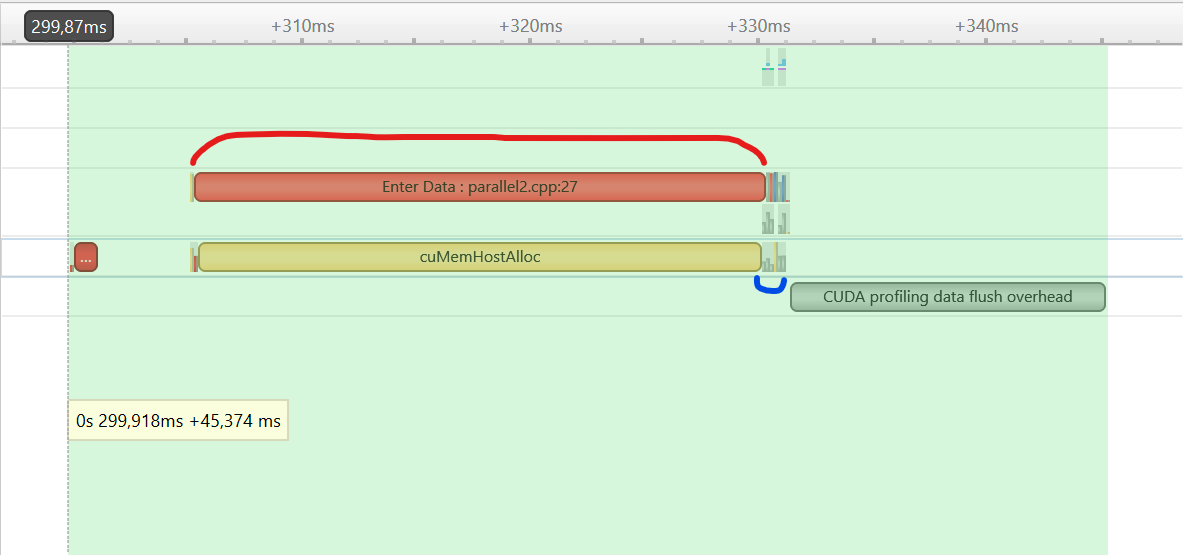 299,87ms
+310ms
+320ms
+330ms
+340ms
Enter Data : parallel2.cpp:27
...
cuMemHostAlloc
CUDA profiling data flush overhead
0s 299,918ms +45,374 ms